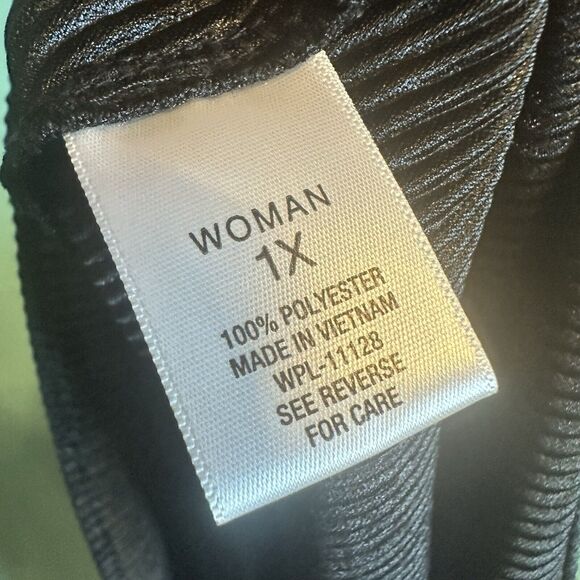 WOMAN
1X
100% POLYESTER
MADE IN VIETNAM
WPL-11128
SEE REVERSE
FOR CARE